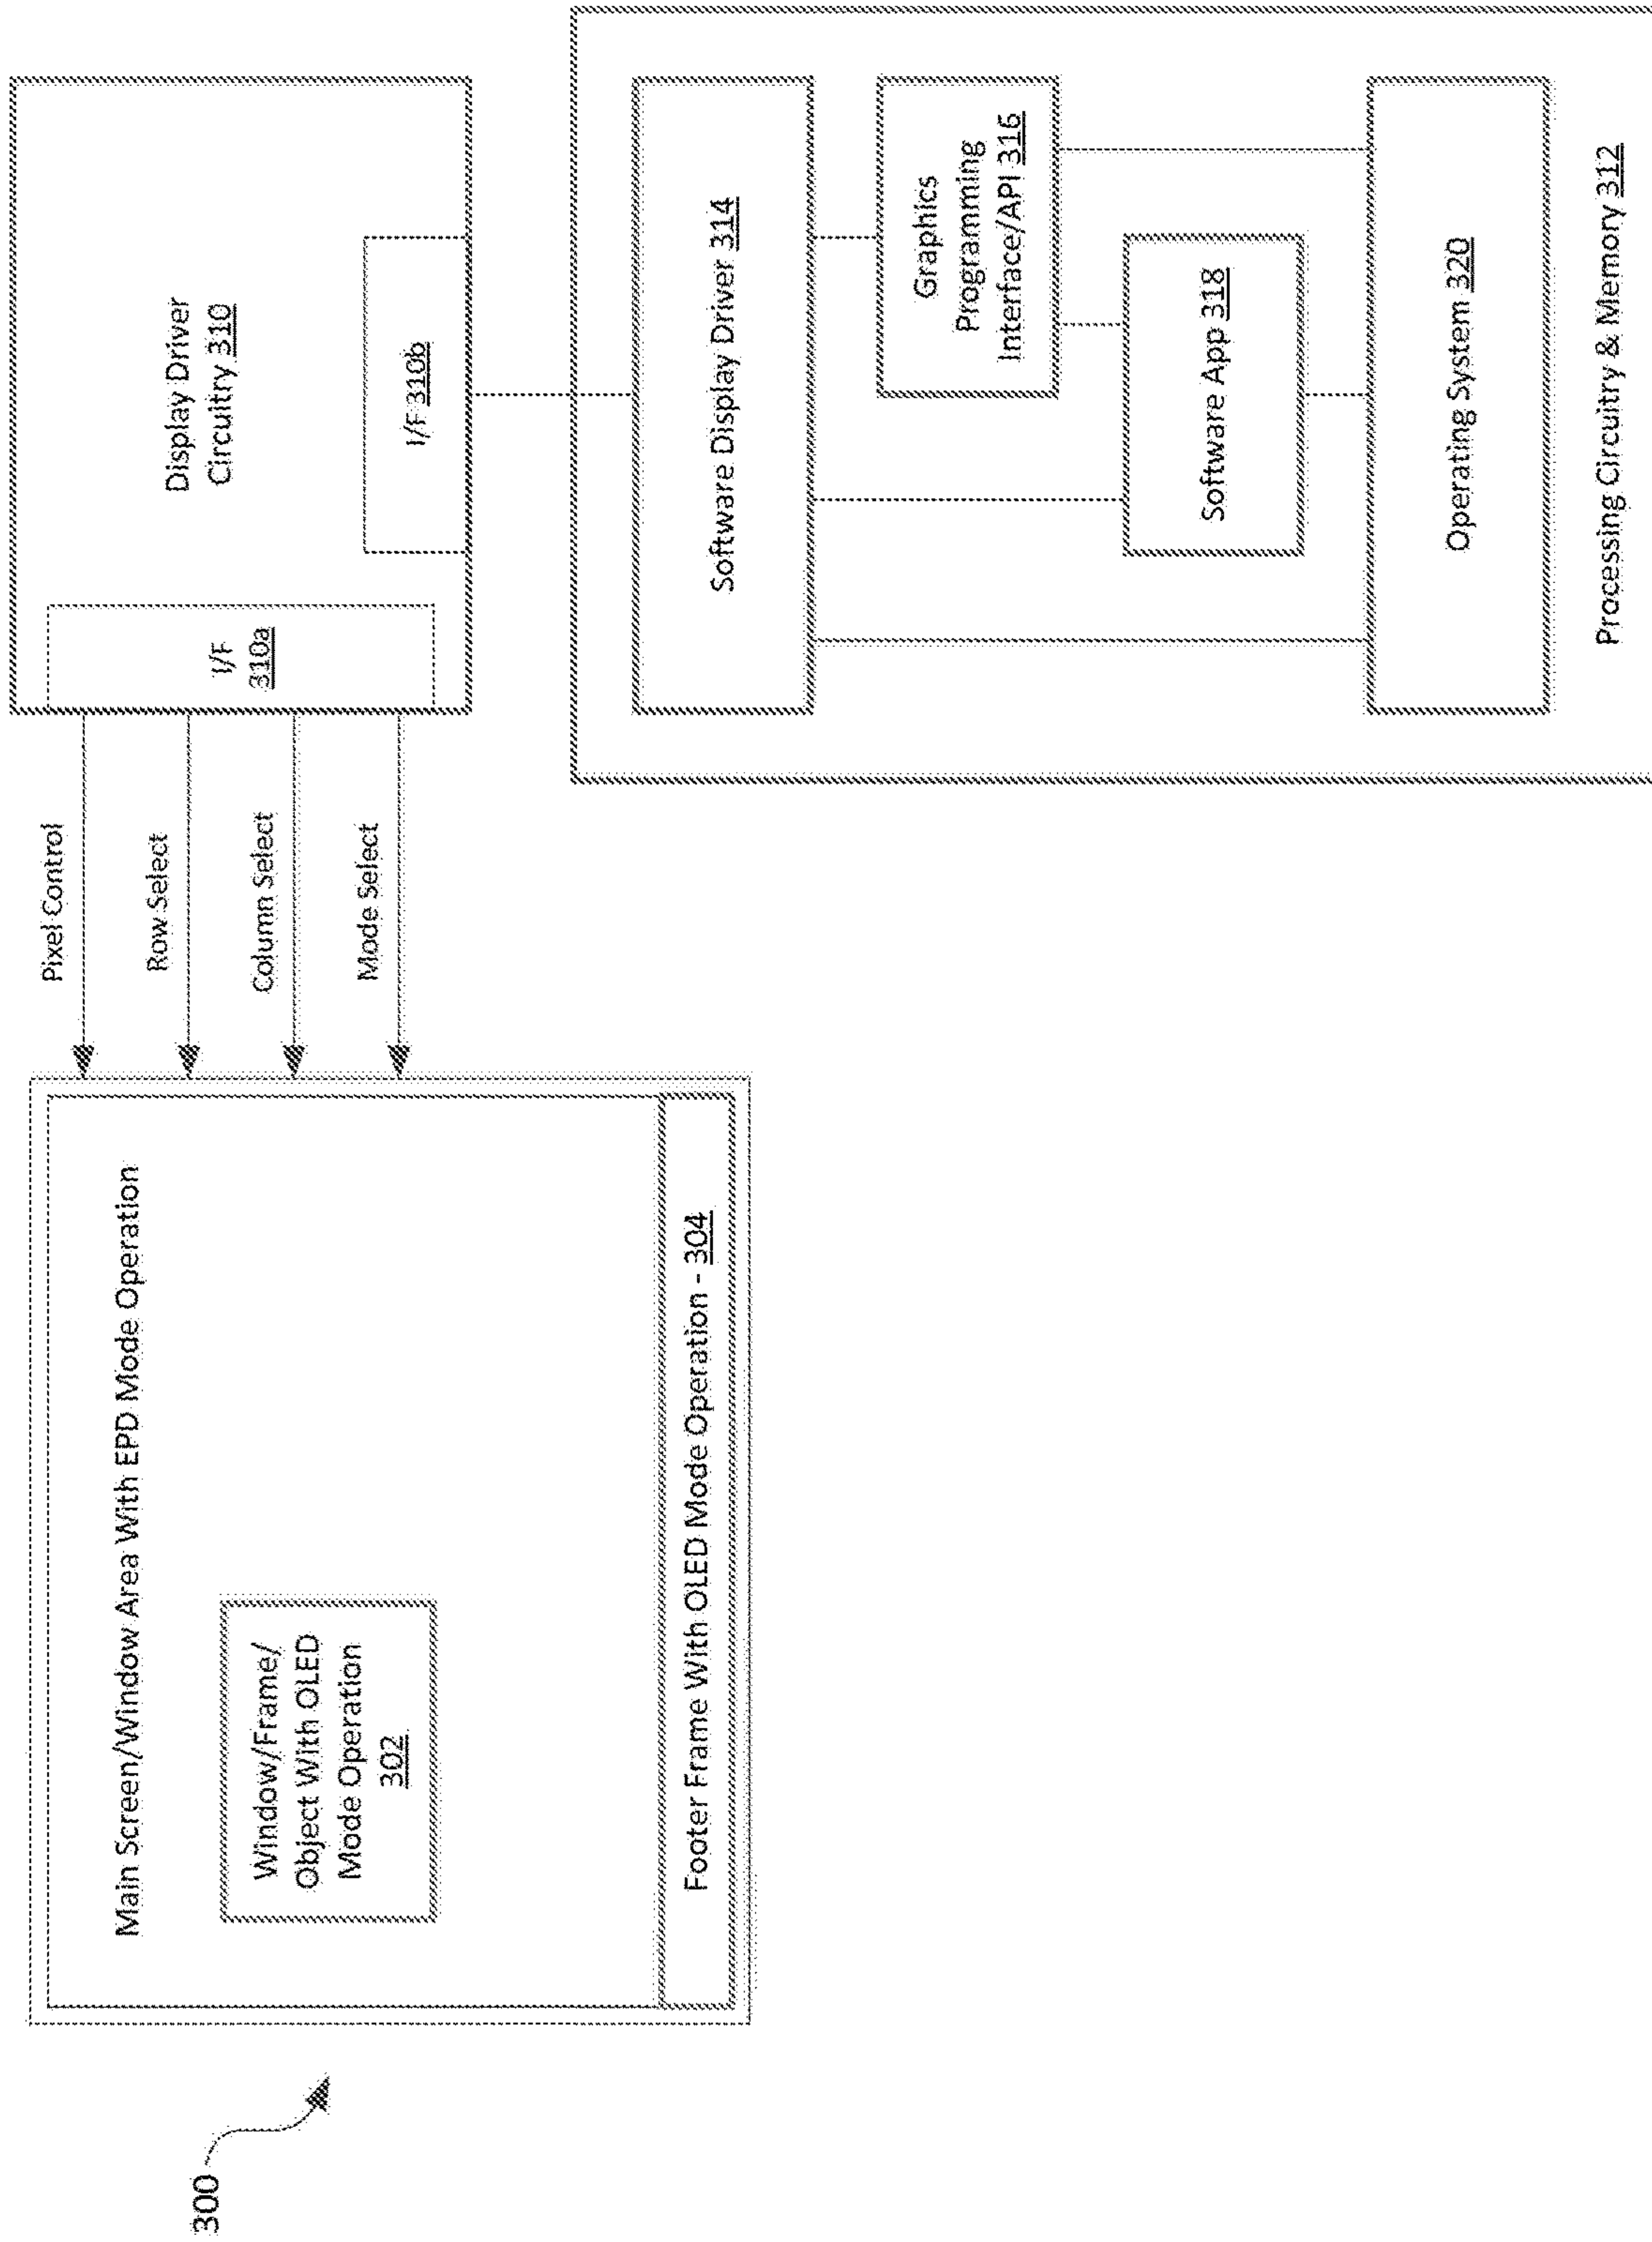 300
Main Screen/Window Area With EPD Mode Operation
Window/Frame/
Object With OLED
Mode Operation
302
Footer Frame With OLED Mode Operation - 304
Pixel Control
Row Select
Column Select
Mode Select
I/F
310a
Display Driver
Circuitry 310
I/F 310b
Software Display Driver 314
Graphics
Programming
Interface/API 316
Software App 318
Operating System 320
Processing Circuitry & Memory 312